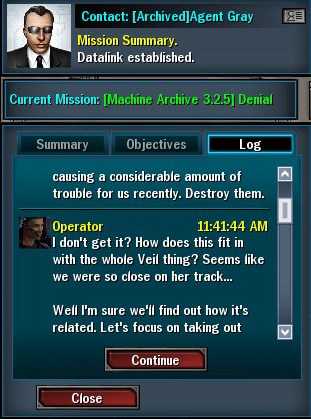 Contact: [Archived]Agent Gray
Mission Summary.
Datalink established.
Current Mission: [Machine Archive 3.2.5] Denial
Summary
Objectives
Log
causing a considerable amount of
trouble for us recently. Destroy them.
Operator 11:41:44 AM
I don't get it? How does this fit in
with the whole Veil thing? Seems like
we were so close on her track...
Well I'm sure we'll find out how it's
related. Let's focus on taking out
Continue
Close